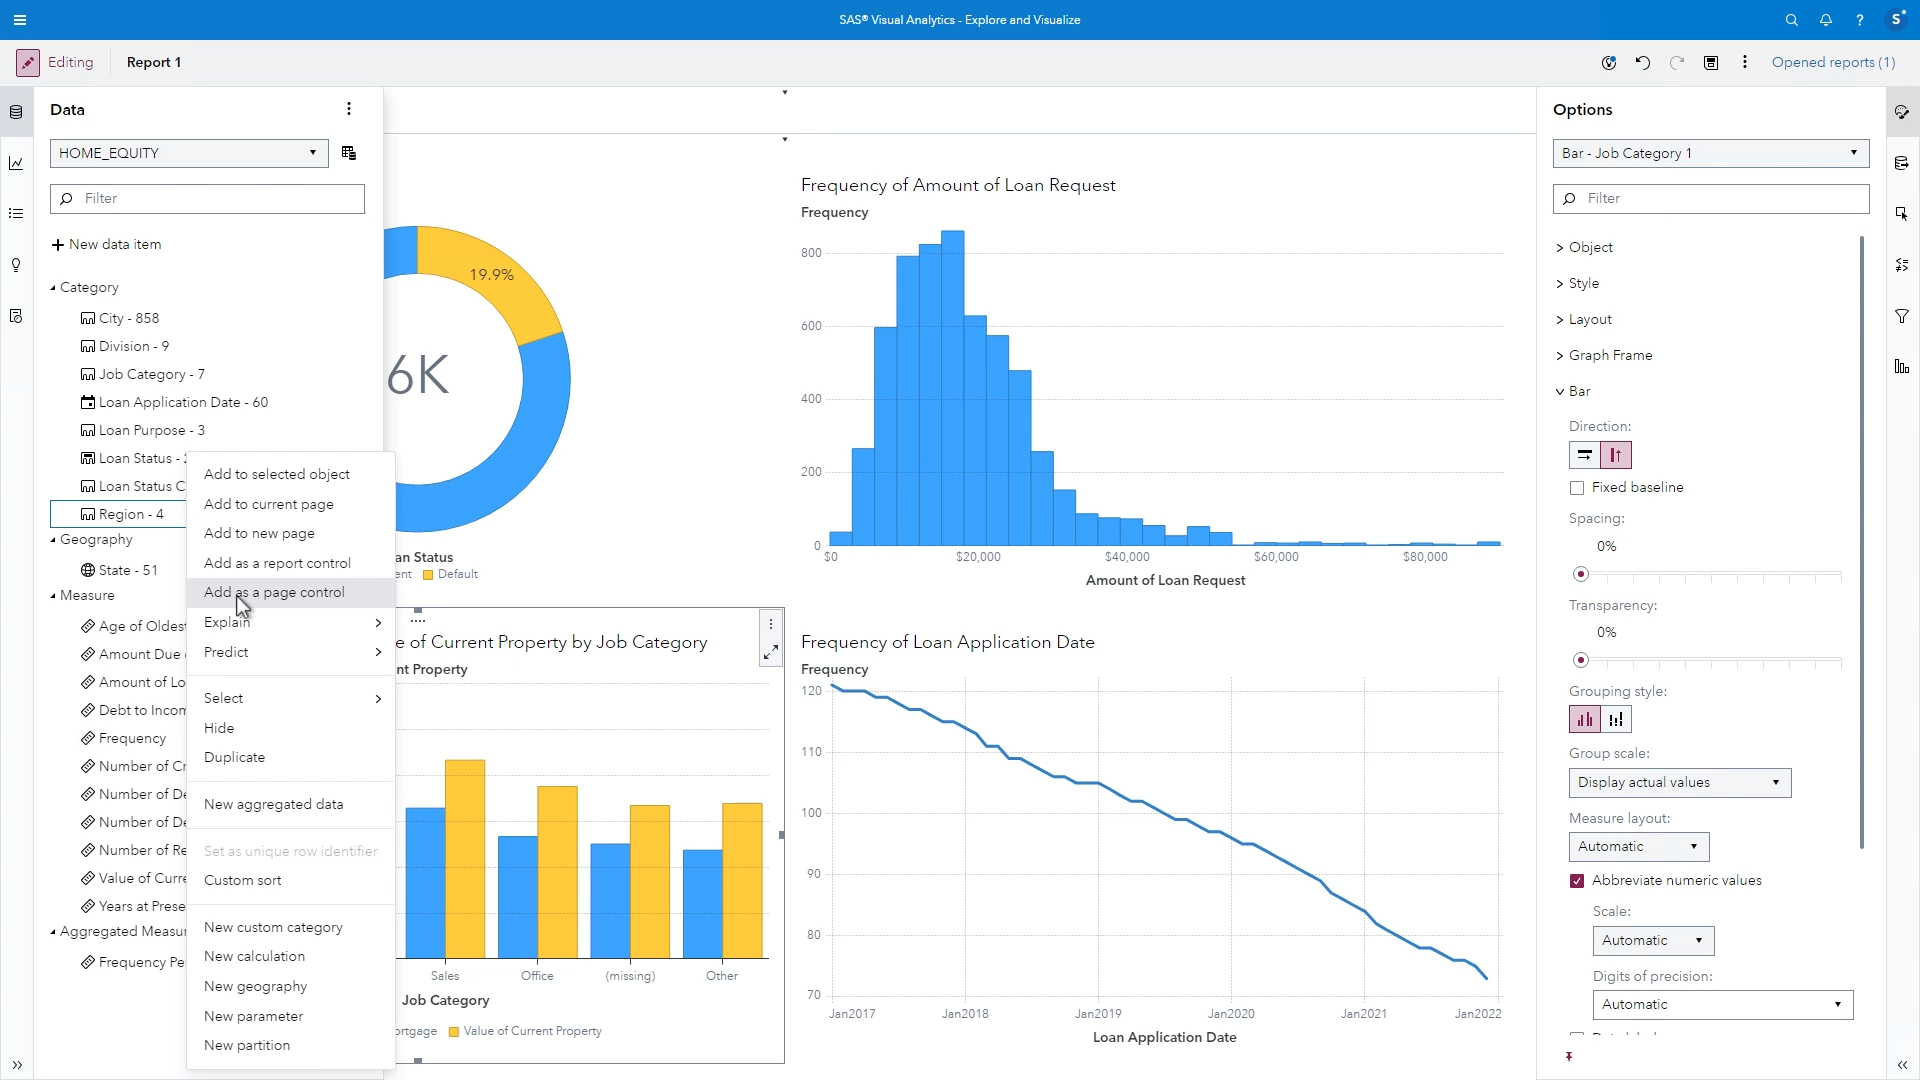 SAS® Visual Analytics - Explore and Visualize
?
S
Editing
Report 1
Opened reports (1)
Data
HOME_EQUITY
Filter
New data item
Category
City - 858
Division - 9
Job Category - 7
Loan Application Date - 60
Loan Purpose - 3
Loan Status -
Loan Status C
Region - 4
Geography
State - 51
Measure
Age of Oldest
Amount Due
Amount of Lo
Debt to Incom
Frequency
Number of Cr
Number of De
Number of De
Number of Re
Value of Curre
Years at Prese
Aggregated Measur
Frequency Pe
Add to selected object
Add to current page
Add to new page
Add as a report control
Add as a page control
Explain
Predict
Select
Hide
Duplicate
New aggregated data
Set as unique row identifier
Custom sort
New custom category
New calculation
New geography
New parameter
New partition
19.9%
6K
an Status
ent Default
Frequency of Amount of Loan Request
Frequency
800
600
400
200
0
$0 $20,000 $40,000 $60,000 $80,000
Amount of Loan Request
e of Current Property by Job Category
nt Property
Sales Office (missing) Other
Job Category
ortgage Value of Current Property
Frequency of Loan Application Date
Frequency
120
110
100
90
80
70
Jan2017 Jan2018 Jan2019 Jan2020 Jan2021 Jan2022
Loan Application Date
Options
Bar - Job Category 1
Filter
Object
Style
Layout
Graph Frame
Bar
Direction:
Fixed baseline
Spacing:
0%
Transparency:
0%
Grouping style:
Group scale:
Display actual values
Measure layout:
Automatic
Abbreviate numeric values
Scale:
Automatic
Digits of precision:
Automatic